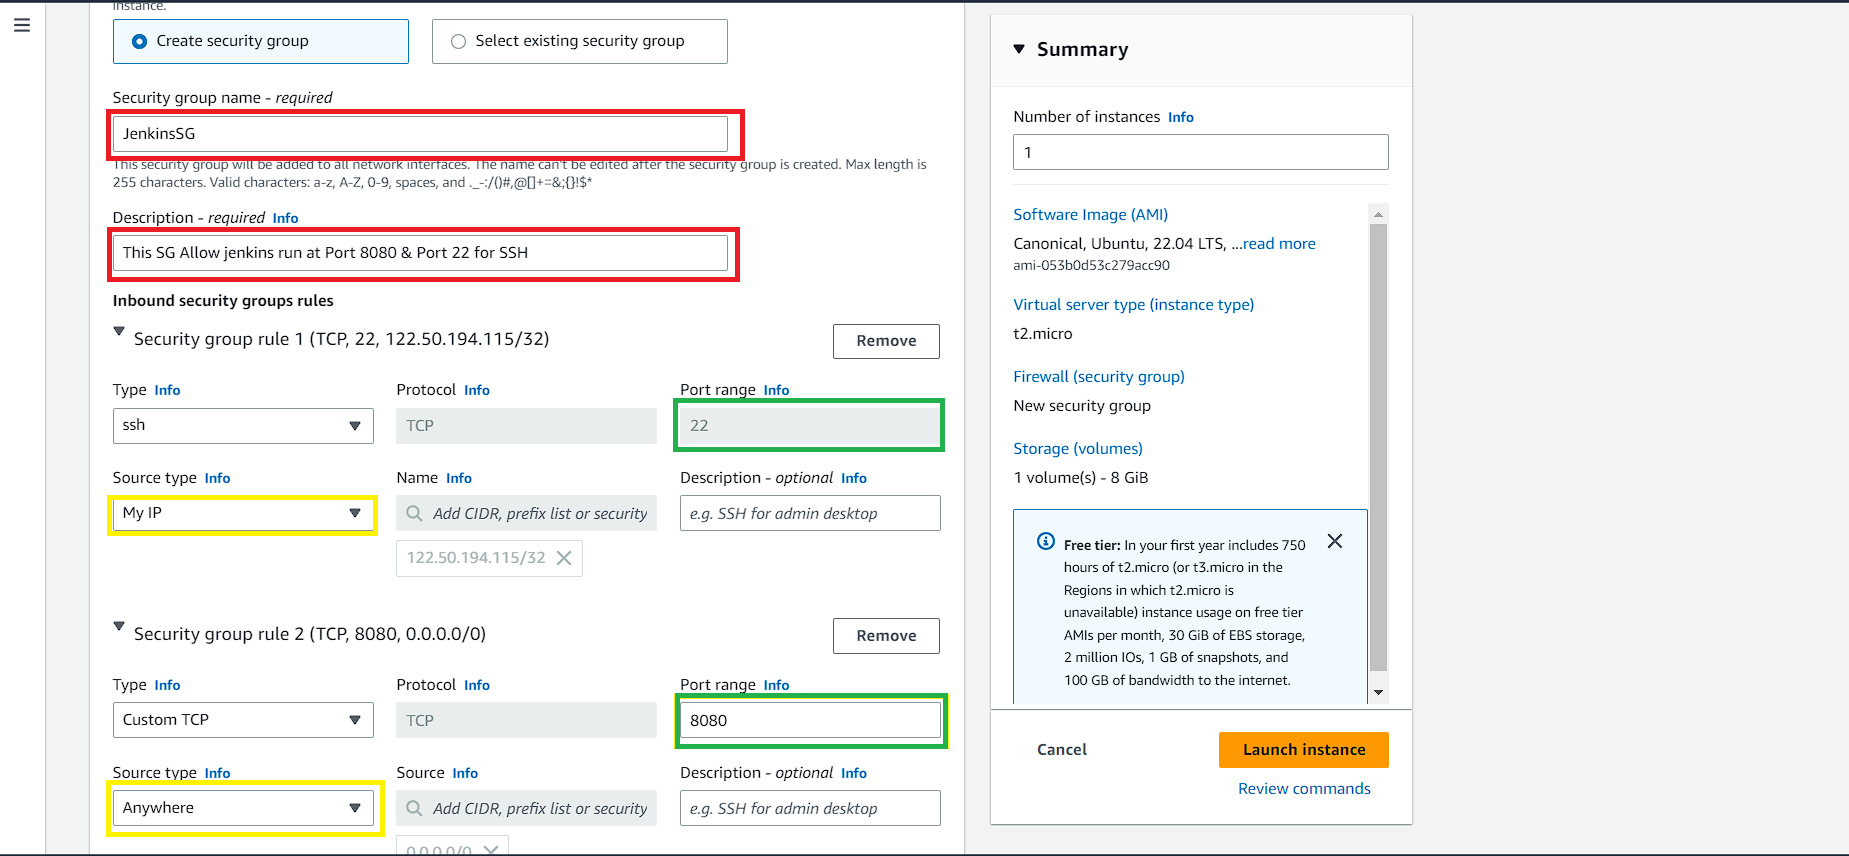 instance.
Create security group
Select existing security group
Security group name - required
JenkinsSG
This security group will be added to all network interfaces. The name can't be edited after the security group is created. Max length is
255 characters. Valid characters: a-z, A-Z, 0-9, spaces, and ._-:/()#,@[]+=&;{}!$*
Description - required Info
This SG Allow jenkins run at Port 8080 & Port 22 for SSH
Inbound security groups rules
Security group rule 1 (TCP, 22, 122.50.194.115/32)
Remove
Type Info
Protocol Info
Port range Info
ssh
TCP
22
Source type Info
Name Info
Description - optional Info
My IP
Add CIDR, prefix list or security
e.g. SSH for admin desktop
122.50.194.115/32
Security group rule 2 (TCP, 8080, 0.0.0.0/0)
Remove
Type Info
Protocol Info
Port range Info
Custom TCP
TCP
8080
Source type Info
Source Info
Description - optional Info
Anywhere
Add CIDR, prefix list or security
e.g. SSH for admin desktop
0.0.0.0/0
Summary
Number of instances Info
1
Software Image (AMI)
Canonical, Ubuntu, 22.04 LTS, ...read more
ami-053b0d53c279acc90
Virtual server type (instance type)
t2.micro
Firewall (security group)
New security group
Storage (volumes)
1 volume(s) - 8 GiB
Free tier: In your first year includes 750
hours of t2.micro (or t3.micro in the
Regions in which t2.micro is
unavailable) instance usage on free tier
AMIs per month, 30 GiB of EBS storage,
2 million IOs, 1 GB of snapshots, and
100 GB of bandwidth to the internet.
Cancel
Launch instance
Review commands